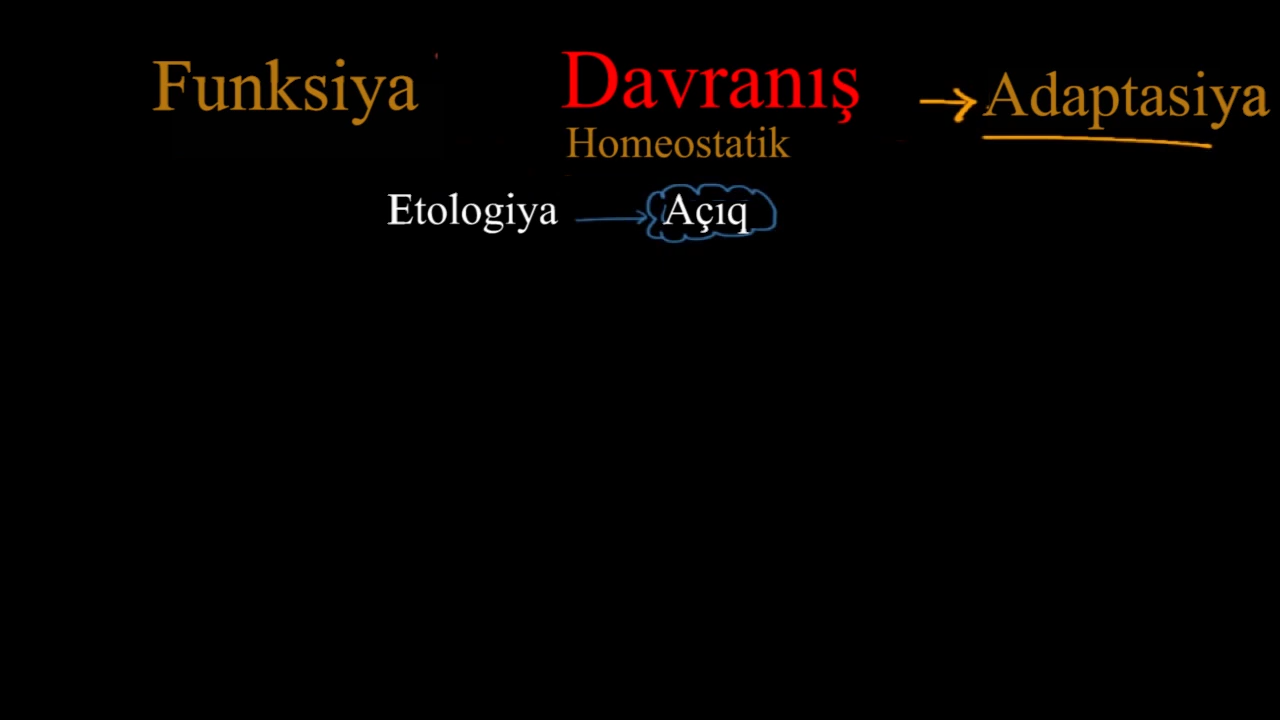 Funksiya Davranış → Adaptasiya
Homeostatik
Etologiya → Açıq